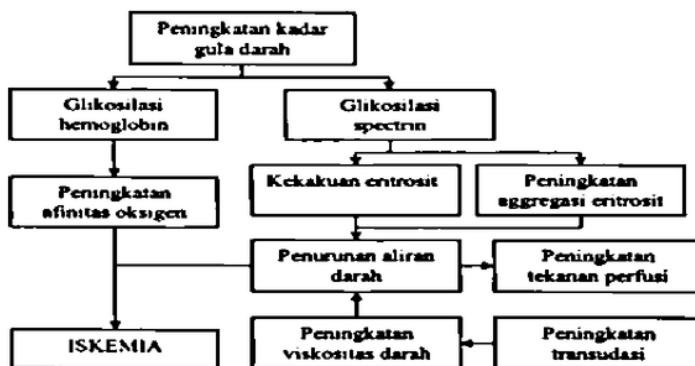 Peningkatan kadar
gula darah
Glikosilasi
hemoglobin
Glikosilasi
spectrin
Peningkatan
afinitas oksigen
Kekakuan eritrosit
Peningkatan
aggregasi eritrosit
Penurunan aliran
darah
Peningkatan
tekanan perfusi
ISKEMIA
Peningkatan
viskositas darah
Peningkatan
transudasi